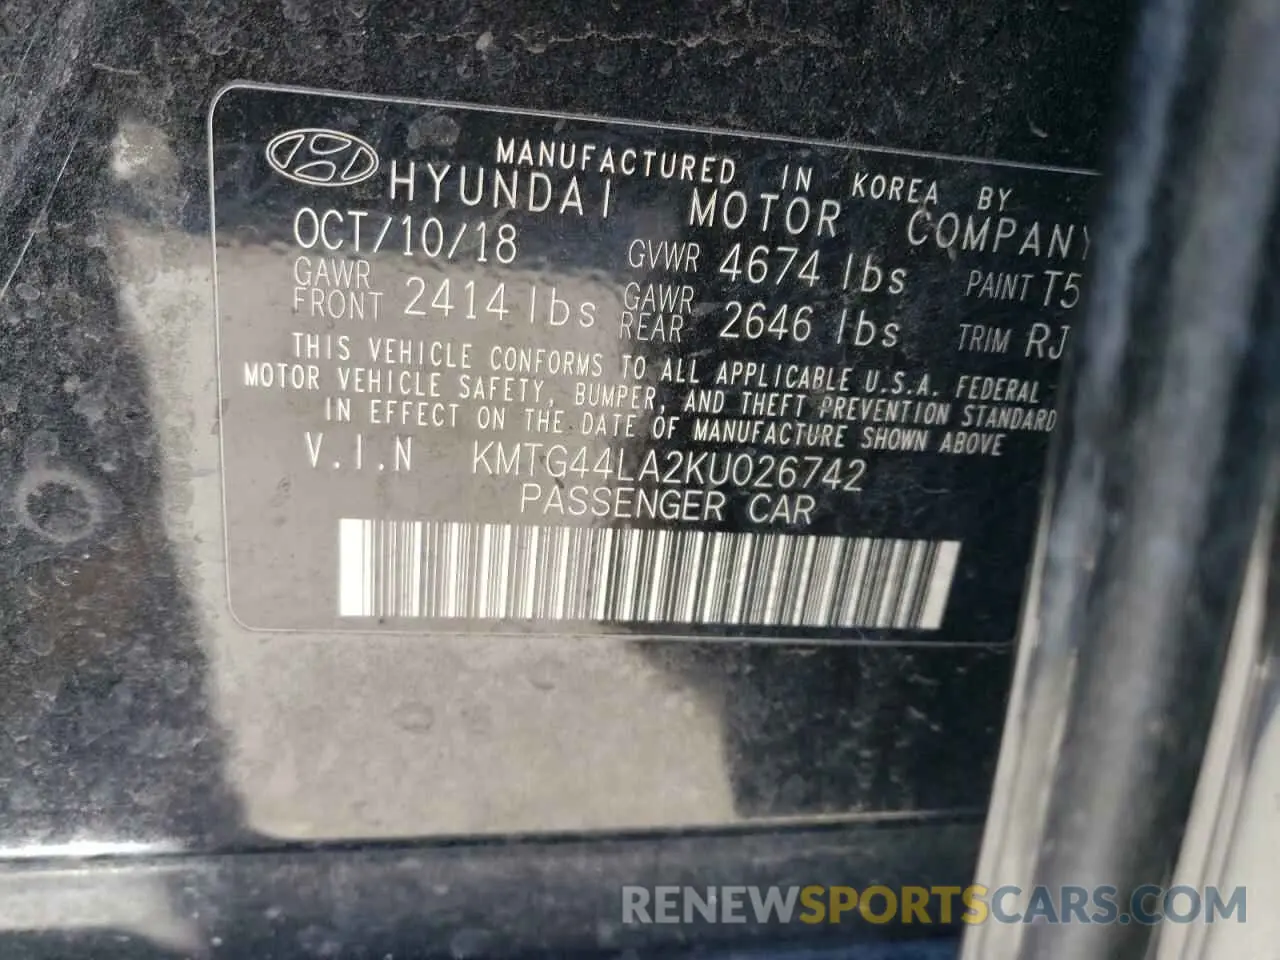 MANUFACTURED IN KOREA BY
HYUNDAI MOTOR COMPANY
OCT/10/18 GVWR 4674 lbs PAINT T5
GAWR FRONT 2414 lbs GAWR REAR 2646 lbs TRIM RJ
THIS VEHICLE CONFORMS TO ALL APPLICABLE U.S.A. FEDERAL
MOTOR VEHICLE SAFETY, BUMPER, AND THEFT PREVENTION STANDARD
IN EFFECT ON THE DATE OF MANUFACTURE SHOWN ABOVE
V.I.N KMTG44LA2KU026742
PASSENGER CAR
RENEWSPORTSCARS.COM